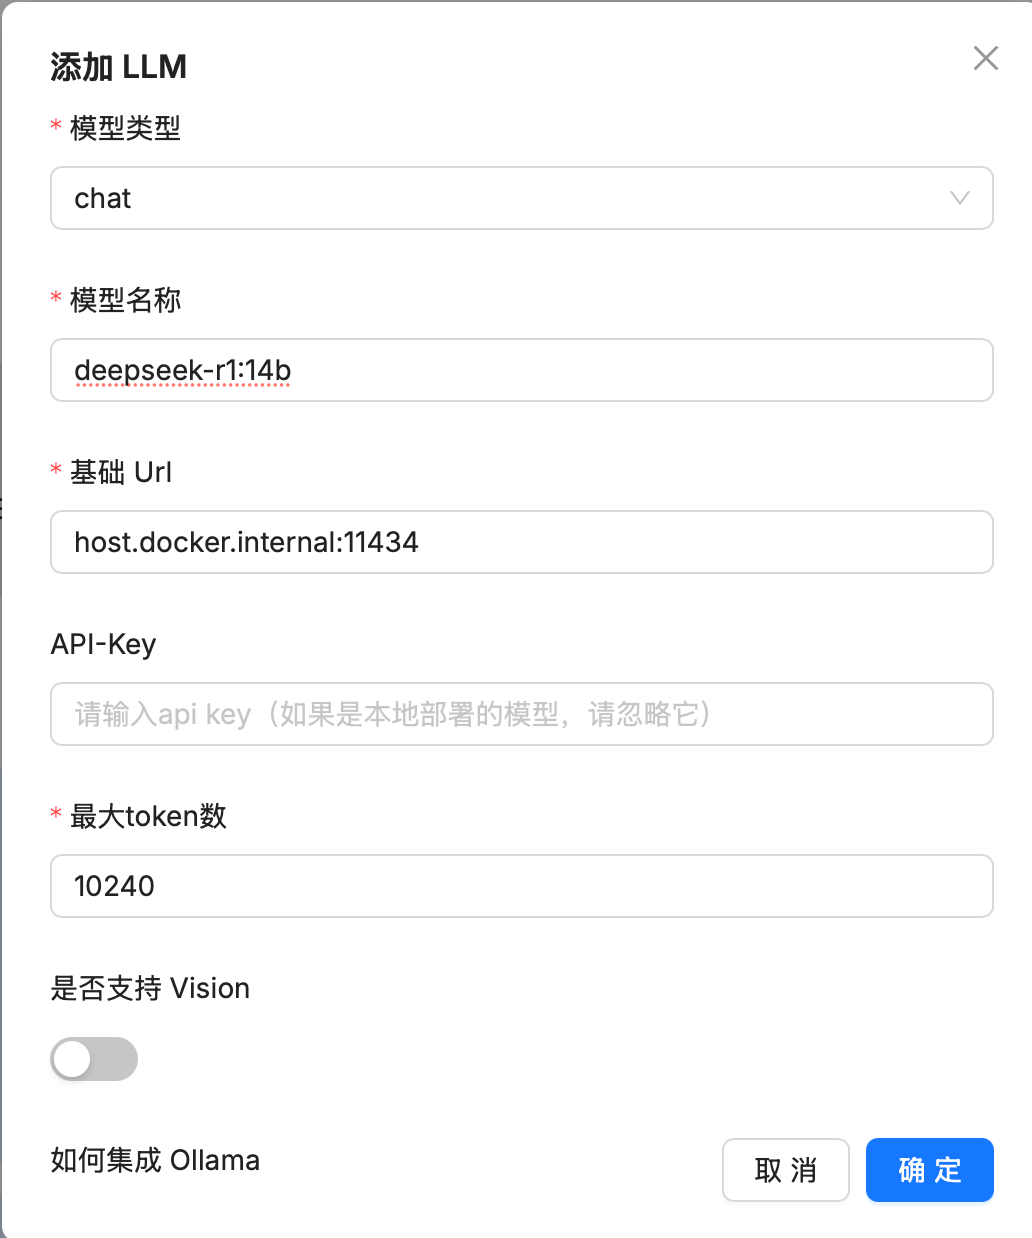 添加 LLM
* 模型类型
chat
* 模型名称
deepseek-r1:14b
* 基础 Url
host.docker.internal:11434
API-Key
请输入api key（如果是本地部署的模型，请忽略它）
* 最大token数
10240
是否支持 Vision
如何集成 Ollama
取 消
确 定